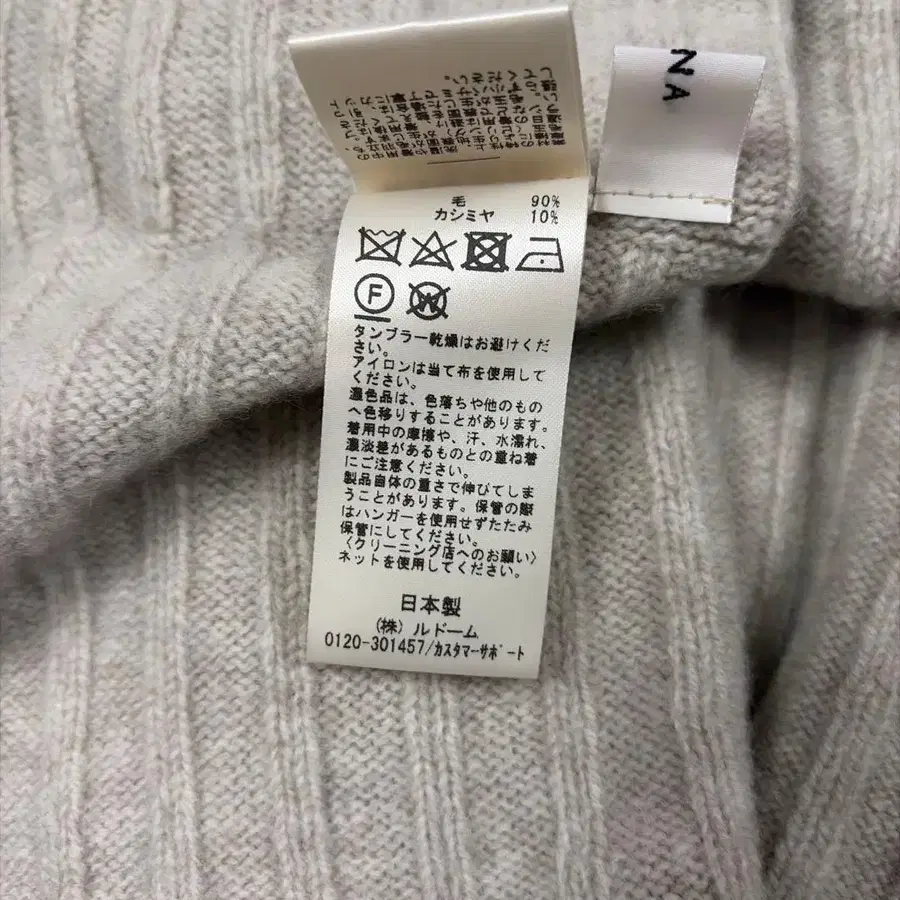 NA
毛 90%
カシミヤ 10%
F W
タンブラー乾燥はお避けくだ
さい。
アイロンは当て布を使用して
ください。
濃色品は、色落ちや他のもの
へ色移りすることがあります。
着用中の摩擦や、汗、水濡れ、
濃淡差があるものとの重ね着
にご注意ください。
製品自体の重さで伸びてしま
うことがあります。保管の際
はハンガーを使用せずたたみ
保管にしてください。
〈クリーニング店へのお願い〉
ネットを使用してください。
日本製
(株) ルドーム
0120-301457/カスタマーサポート